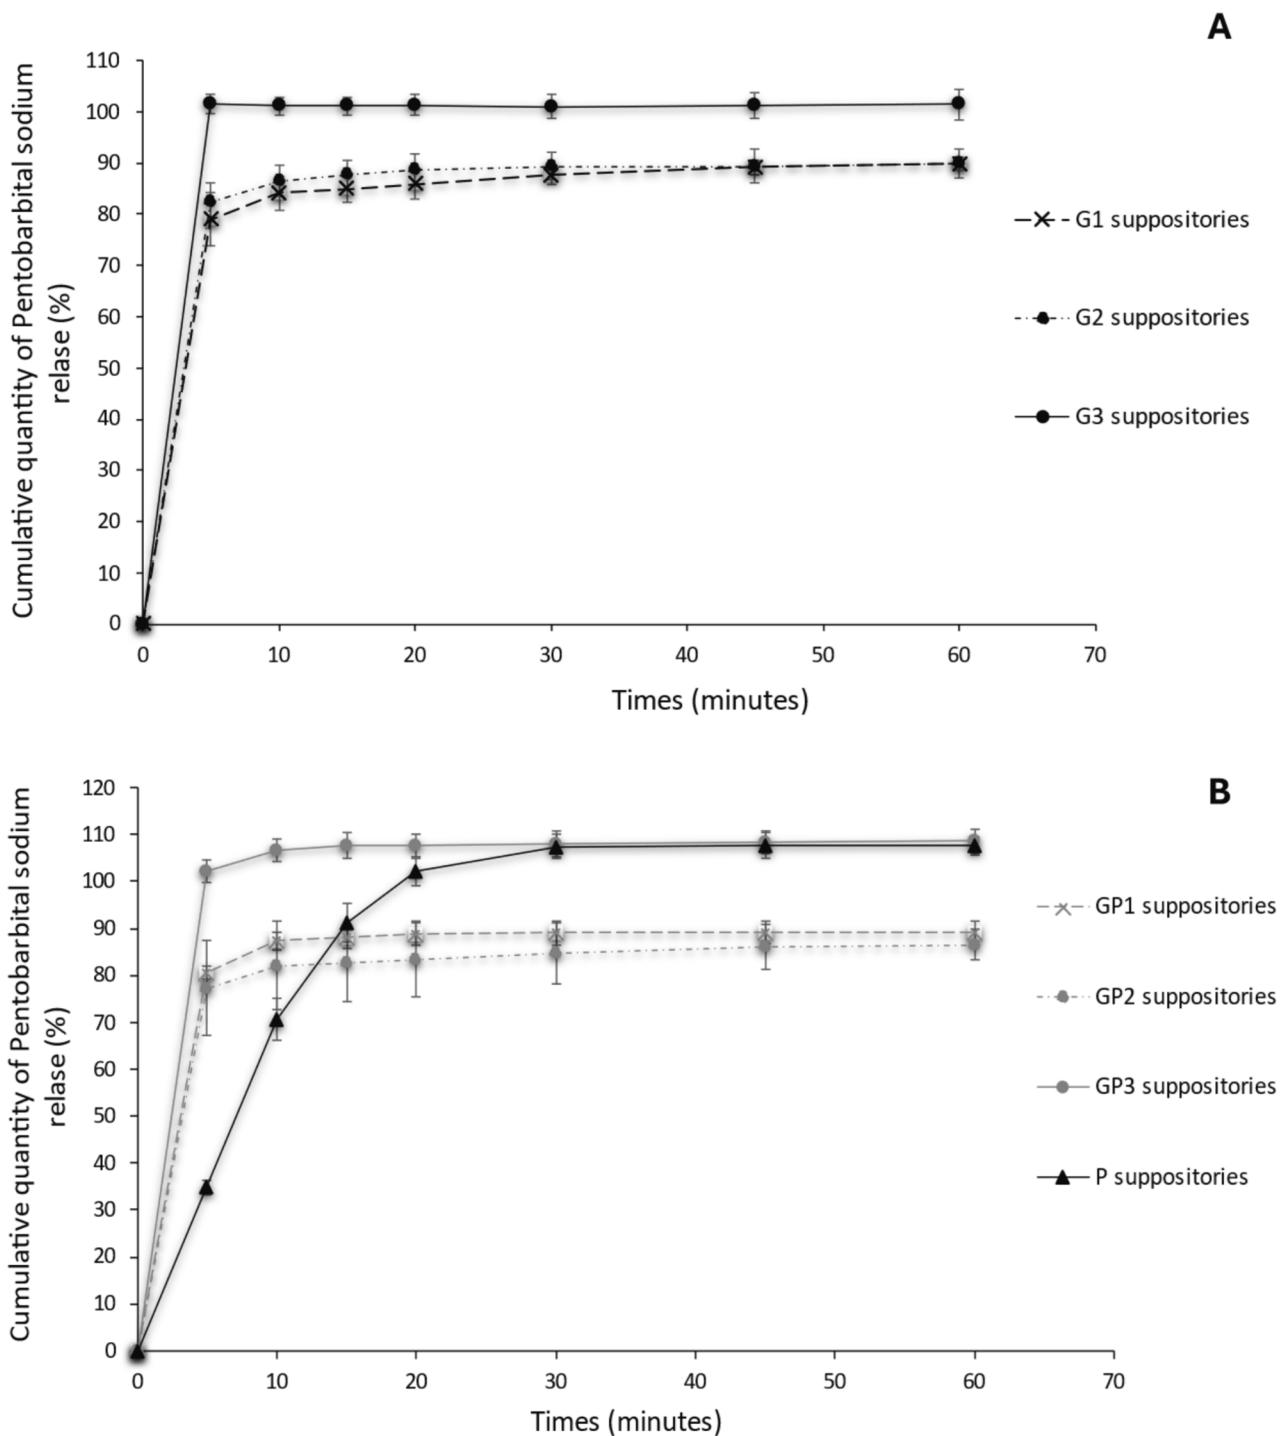 A
Cumulative quantity of Pentobarbital sodium
relase (%)
110
100
90
80
70
60
50
40
30
20
10
0
0 10 20 30 40 50 60 70
Times (minutes)
G1 suppositories
G2 suppositories
G3 suppositories
B
Cumulative quantity of Pentobarbital sodium
relase (%)
120
110
100
90
80
70
60
50
40
30
20
10
0
0 10 20 30 40 50 60 70
Times (minutes)
GP1 suppositories
GP2 suppositories
GP3 suppositories
P suppositories